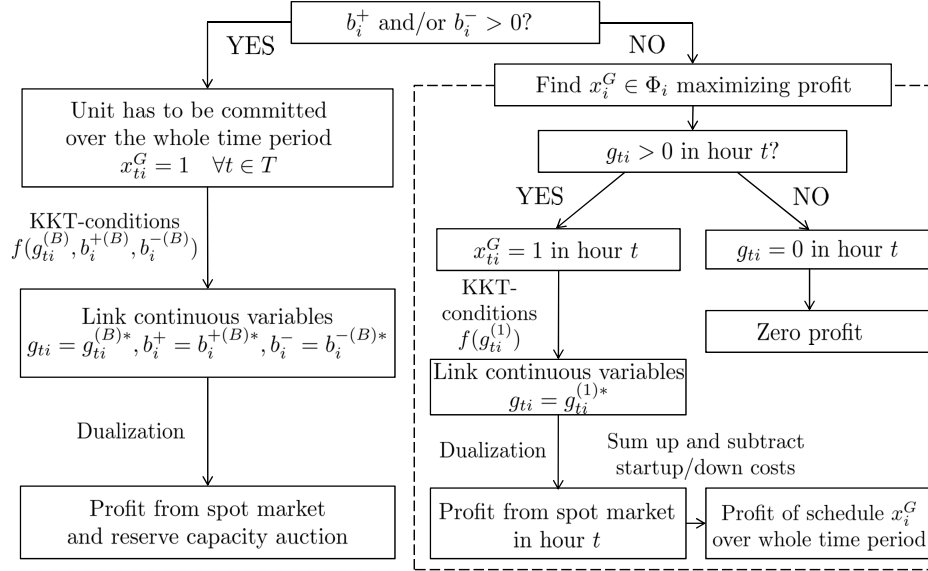 b_i^+ and/or b_i^- > 0?
YES
NO
Unit has to be committed
over the whole time period
x_{ti}^G = 1 ∀t ∈ T
KKT-conditions
f(g_{ti}^{(B)}, b_i^{+(B)}, b_i^{-(B)})
Link continuous variables
g_{ti} = g_{ti}^{(B)*}, b_i^+ = b_i^{+(B)*}, b_i^- = b_i^{-(B)*}
Dualization
Profit from spot market
and reserve capacity auction
Find x_i^G ∈ Φ_i maximizing profit
g_{ti} > 0 in hour t?
YES
NO
x_{ti}^G = 1 in hour t
g_{ti} = 0 in hour t
KKT-
conditions
f(g_{ti}^{(1)})
Zero profit
Link continuous variables
g_{ti} = g_{ti}^{(1)*}
Dualization
Sum up and subtract
startup/down costs
Profit from spot market
in hour t
Profit of schedule x_i^G
over whole time period